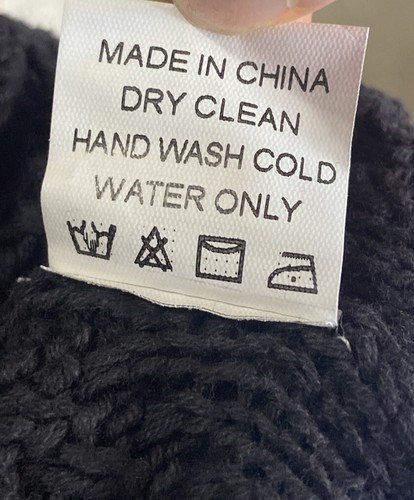 MADE IN CHINA
DRY CLEAN
HAND WASH COLD
WATER ONLY